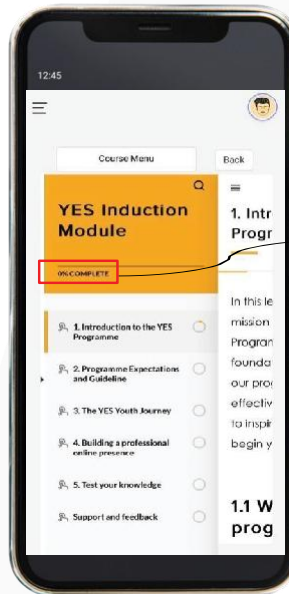 12:45
Course Menu
Back
YES Induction
Module
0% COMPLETE
1. Introduction to the YES
Programme
2. Programme Expectations
and Guideline
3. The YES Youth Journey
4. Building a professional
online presence
5. Test your knowledge
Support and feedback
1. Intr
Progr
In this le
mission
Progran
founda
our prog
effectiv
to inspir
begin y
1.1 W
prog